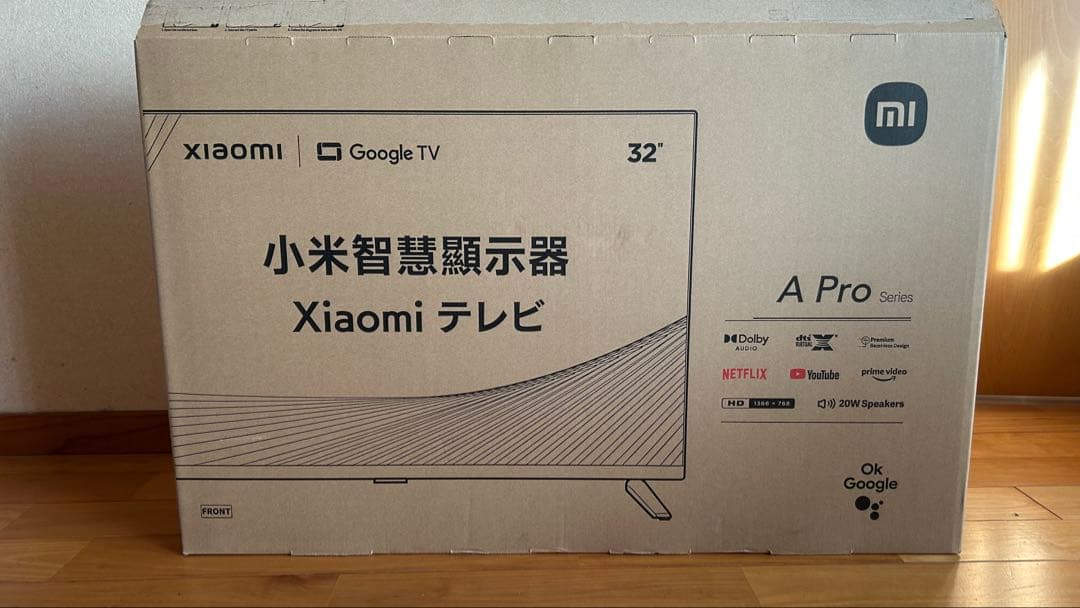 mi
xiaomi
Google TV
32"
小米智慧顯示器
Xiaomi テレビ
A Pro Series
Dolby
AUDIO
dts
VIRTUAL X
Premium
Bezel-less Design
NETFLIX
YouTube
prime video
HD 1366 × 768
20W Speakers
Ok
Google
FRONT